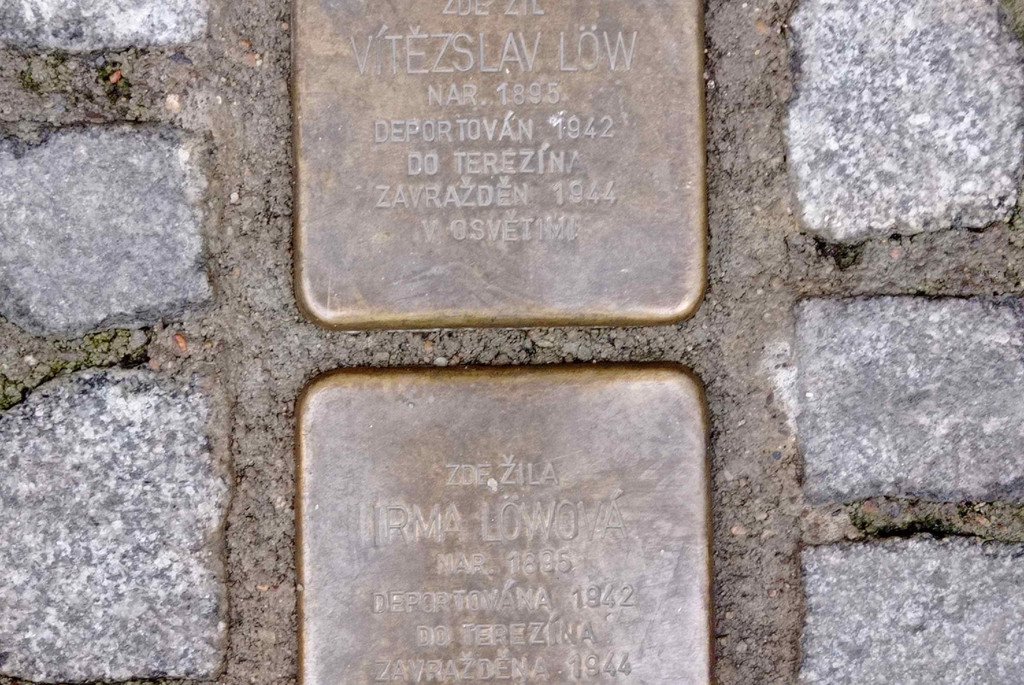 ZDE ŽIL
VÍTĚZSLAV LÖW
NAR. 1895
DEPORTOVÁN 1942
DO TEREZÍNA
ZAVRAŽDĚN 1944
V OSVĚTIMI
ZDE ŽILA
IRMA LÖWOVÁ
NAR. 1895
DEPORTOVÁNA 1942
DO TEREZÍNA
ZAVRAŽDĚNA 1944